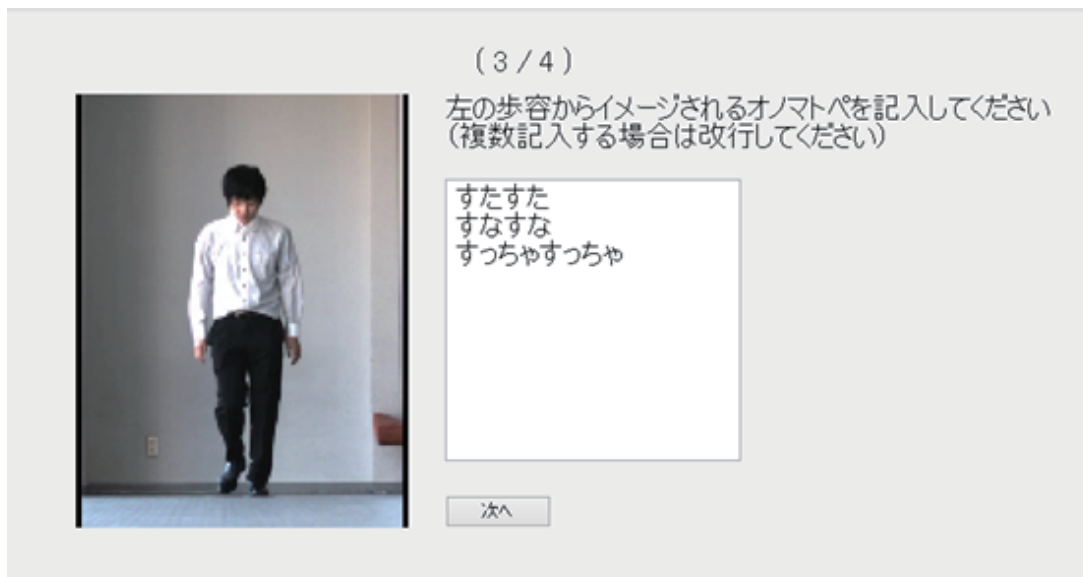 (3/4)
左の歩容からイメージされるオノマトペを記入してください
(複数記入する場合は改行してください)
すたすた
すなすな
すっちゃすっちゃ
次へ